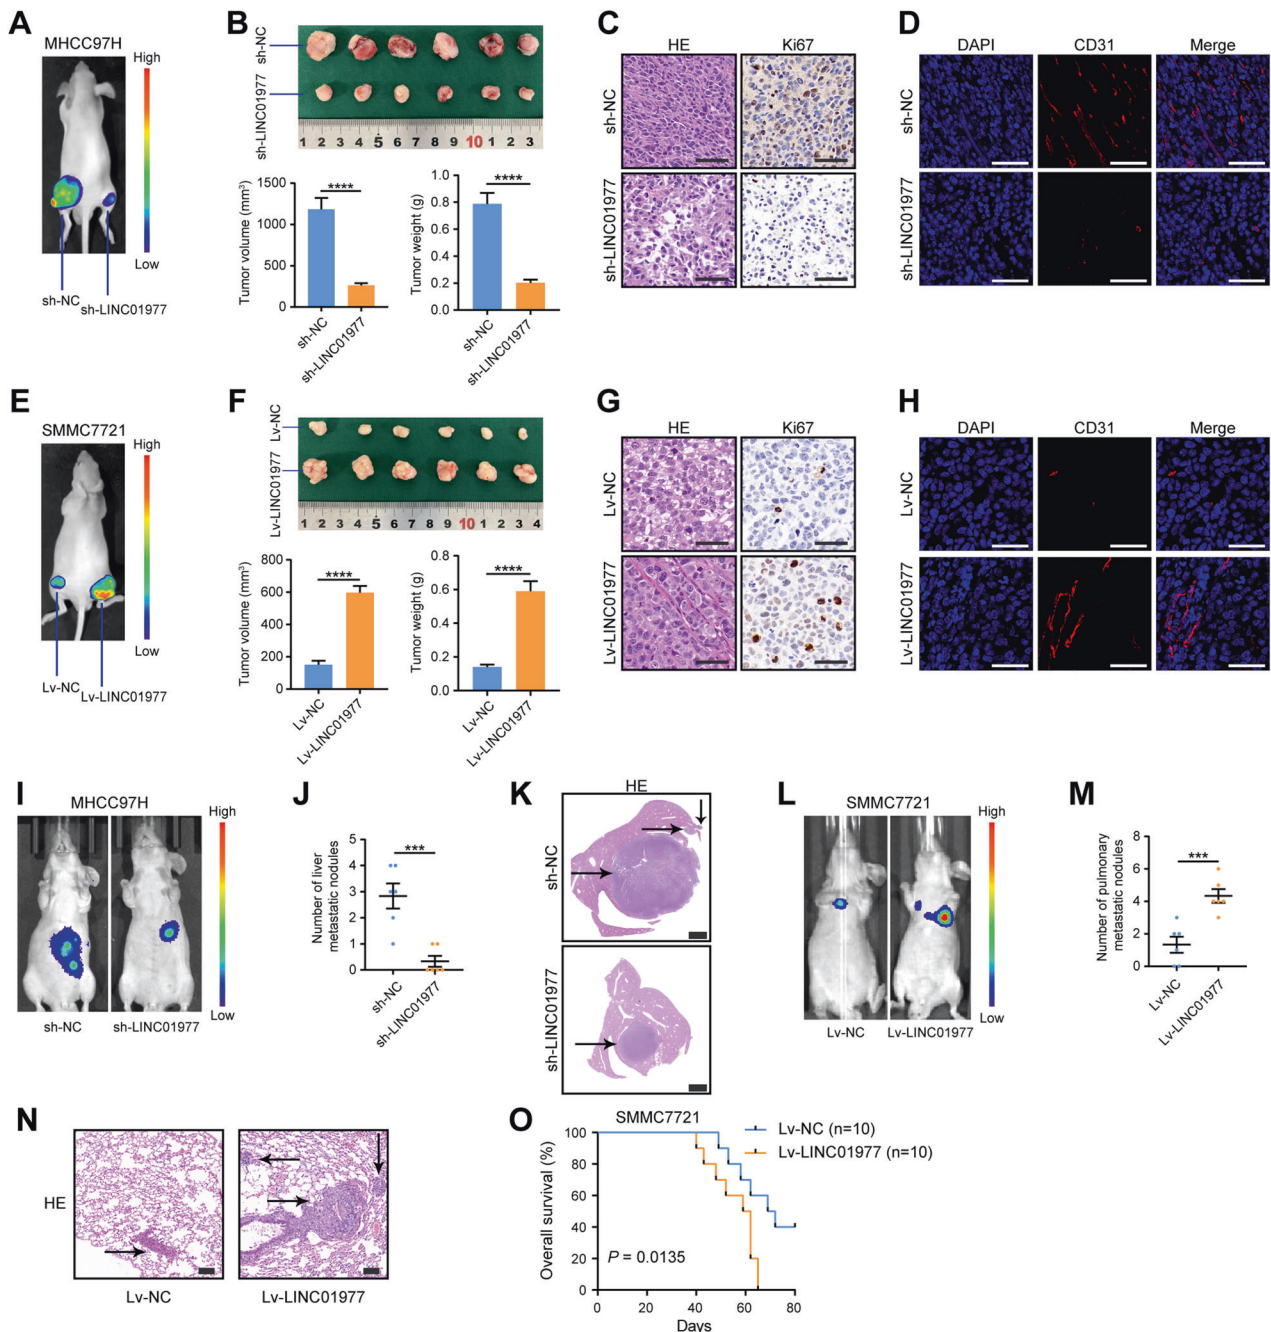 A
MHCC97H
High
Low
sh-NC
sh-LINC01977
B
sh-NC
sh-LINC01977
1 2 3 4 5 6 7 8 9 10 1 2 3
Tumor volume (mm³)
1500
1000
500
0
****
sh-NC
sh-LINC01977
Tumor weight (g)
1.0
0.8
0.6
0.4
0.2
0.0
****
sh-NC
sh-LINC01977
C
HE
Ki67
sh-NC
sh-LINC01977
D
DAPI
CD31
Merge
sh-NC
sh-LINC01977
E
SMMC7721
High
Low
Lv-NC
Lv-LINC01977
F
Lv-NC
Lv-LINC01977
1 2 3 4 5 6 7 8 9 10 1 2 3 4
Tumor volume (mm³)
800
600
400
200
0
****
Lv-NC
Lv-LINC01977
Tumor weight (g)
0.8
0.6
0.4
0.2
0.0
****
Lv-NC
Lv-LINC01977
G
HE
Ki67
Lv-NC
Lv-LINC01977
H
DAPI
CD31
Merge
Lv-NC
Lv-LINC01977
I
MHCC97H
High
Low
sh-NC
sh-LINC01977
J
Number of liver
metastatic nodules
5
4
3
2
1
0
***
sh-NC
sh-LINC01977
K
HE
sh-NC
sh-LINC01977
L
SMMC7721
High
Low
Lv-NC
Lv-LINC01977
M
Number of pulmonary
metastatic nodules
8
6
4
2
0
***
Lv-NC
Lv-LINC01977
N
HE
Lv-NC
Lv-LINC01977
O
SMMC7721
Lv-NC (n=10)
Lv-LINC01977 (n=10)
Overall survival (%)
100
80
60
40
20
0
P = 0.0135
0 20 40 60 80
Days